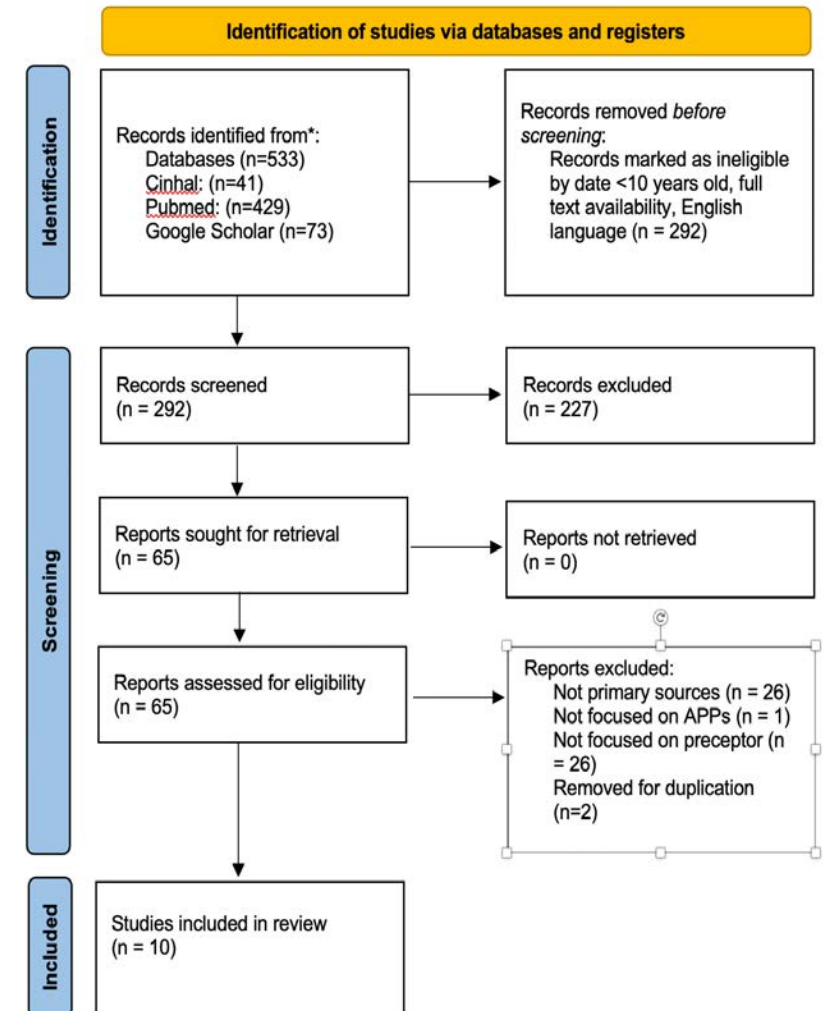 Identification of studies via databases and registers
Identification
Records identified from*:
Databases (n=533)
Cinhal: (n=41)
Pubmed: (n=429)
Google Scholar (n=73)
Records removed before
screening:
Records marked as ineligible
by date <10 years old, full
text availability, English
language (n = 292)
Screening
Records screened
(n = 292)
Records excluded
(n = 227)
Reports sought for retrieval
(n = 65)
Reports not retrieved
(n = 0)
Reports assessed for eligibility
(n = 65)
Reports excluded:
Not primary sources (n = 26)
Not focused on APPs (n = 1)
Not focused on preceptor (n
= 26)
Removed for duplication
(n=2)
Included
Studies included in review
(n = 10)